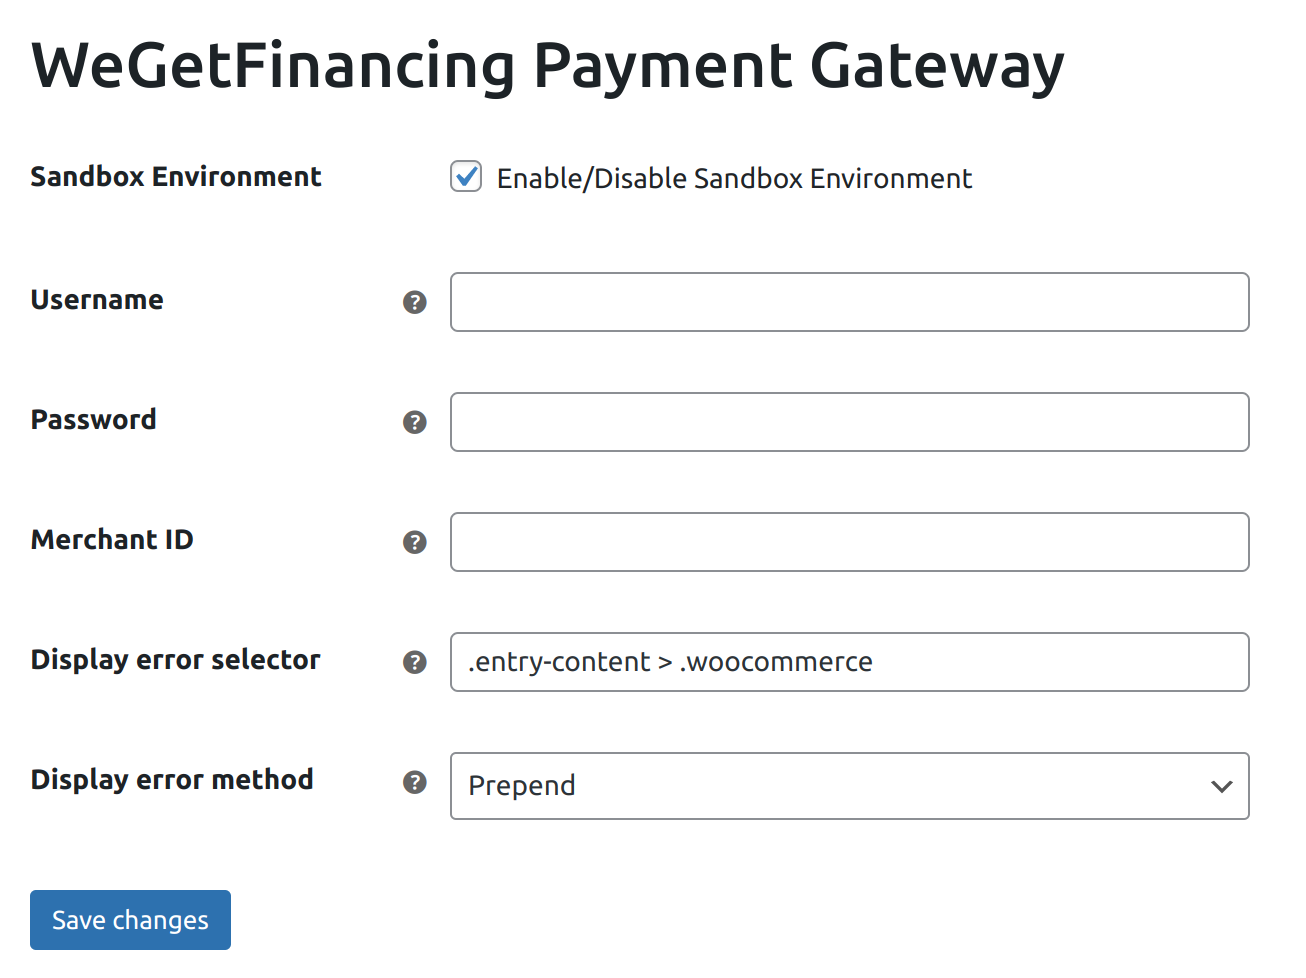 WeGetFinancing Payment Gateway
Sandbox Environment
Enable/Disable Sandbox Environment
Username ?
Password ?
Merchant ID ?
Display error selector ? .entry-content > .woocommerce
Display error method ? Prepend
Save changes